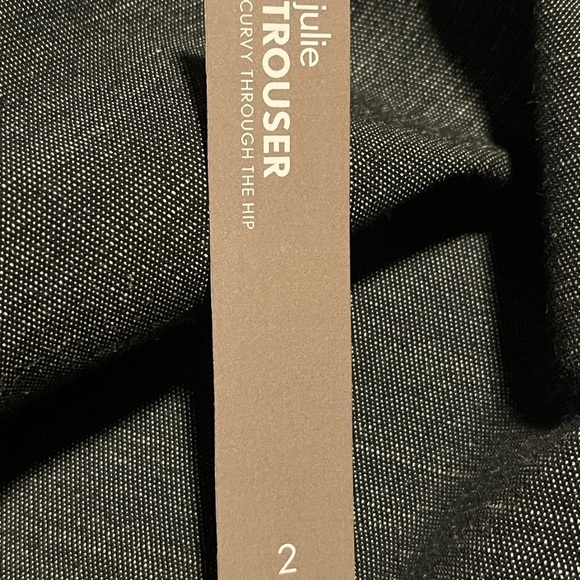 julie
TROUSER
CURVY THROUGH THE HIP
2